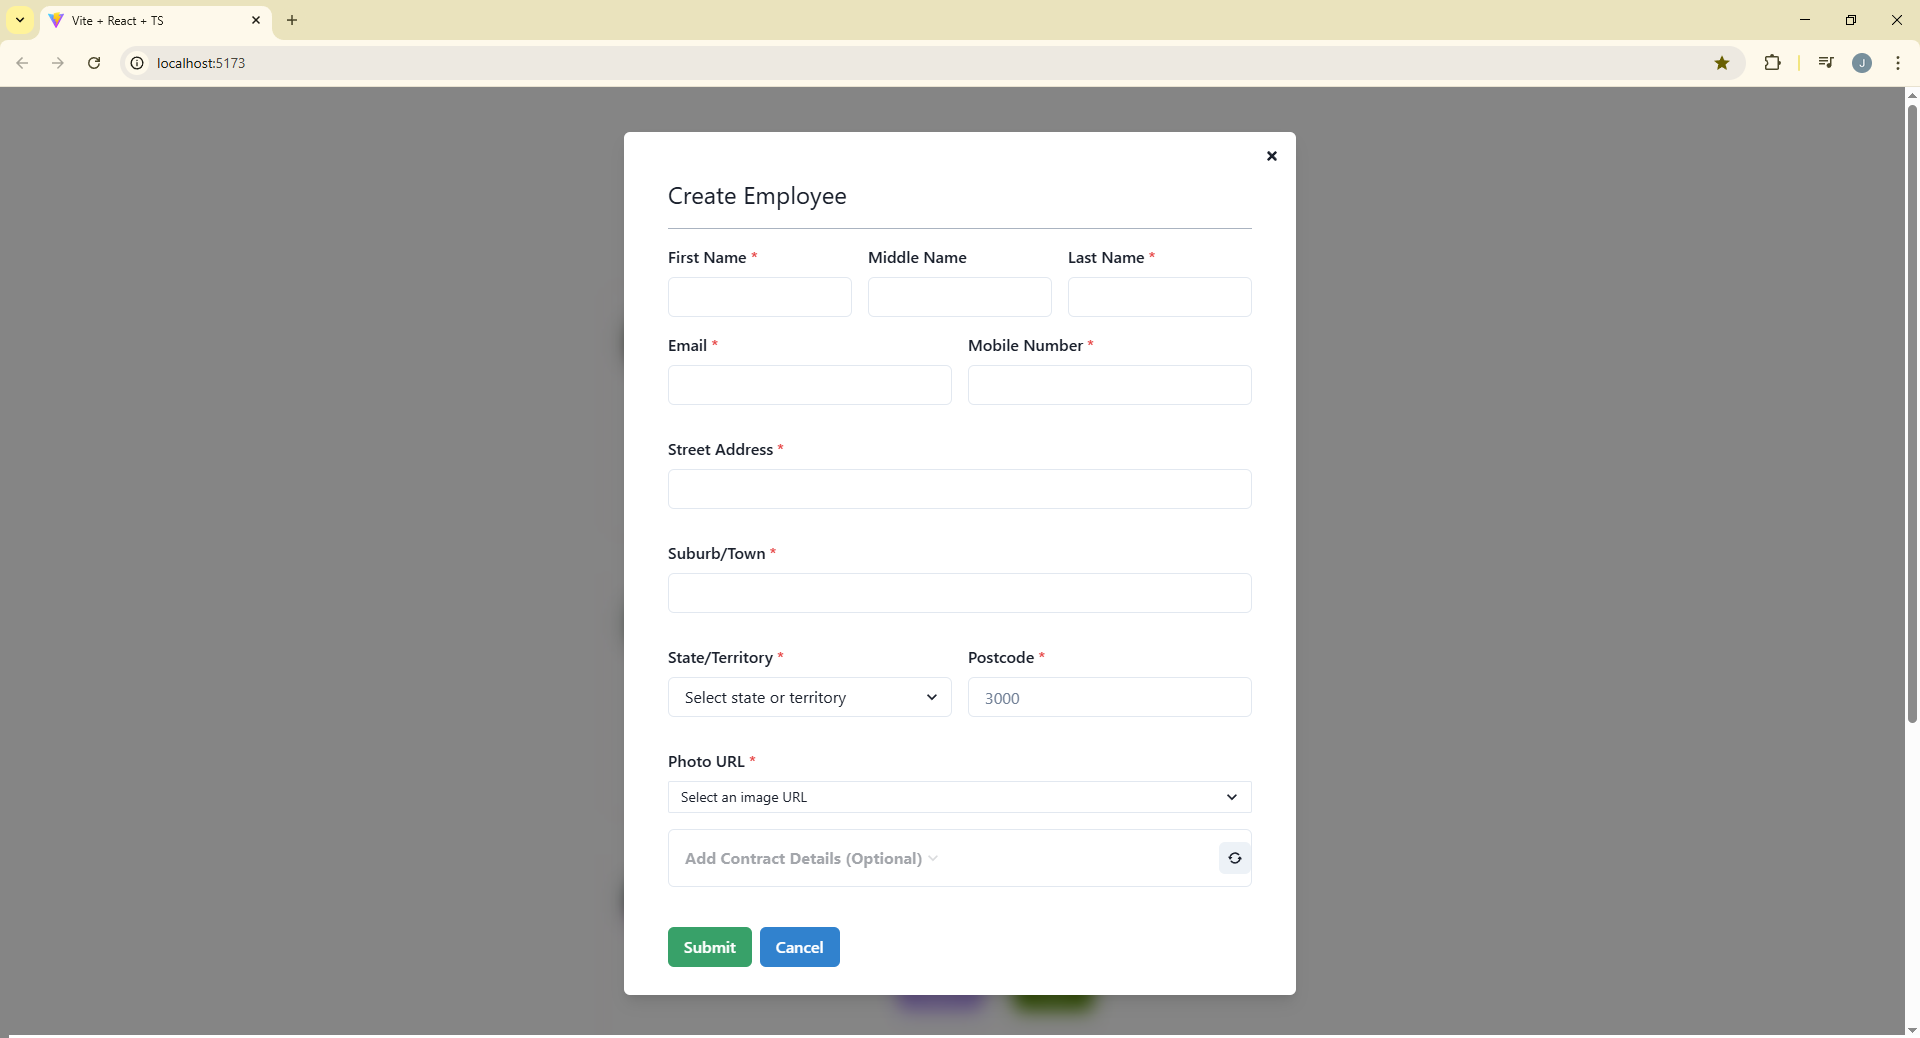 Vite + React + TS
localhost:5173
J
Create Employee
First Name * Middle Name Last Name *
Email * Mobile Number *
Street Address *
Suburb/Town *
State/Territory * Postcode *
Select state or territory 3000
Photo URL *
Select an image URL
Add Contract Details (Optional)
Submit Cancel